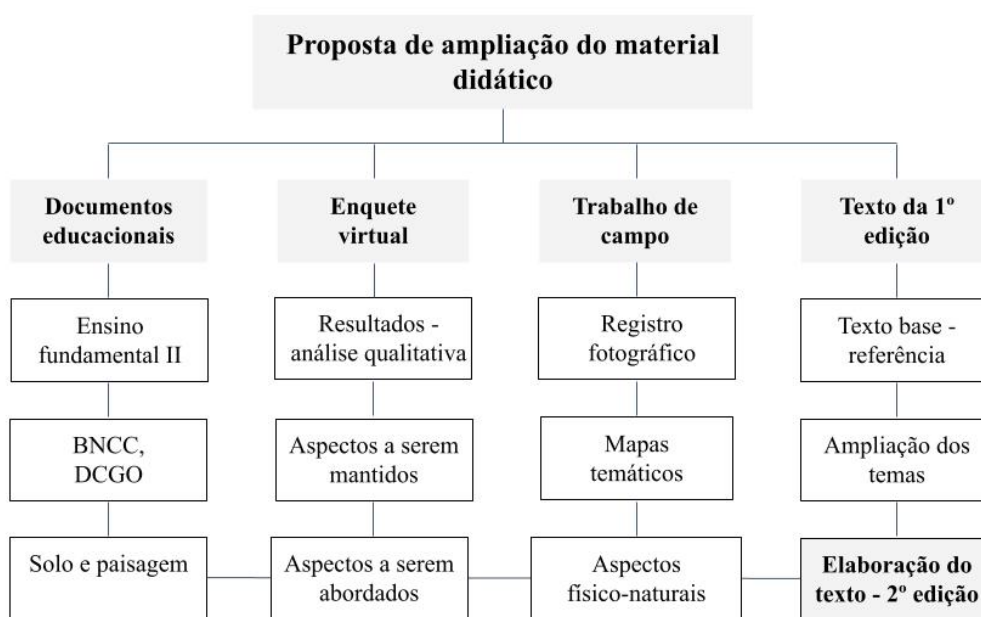 Proposta de ampliação do material
didático
Documentos
educacionais
Enquete
virtual
Trabalho de
campo
Texto da 1º
edição
Ensino
fundamental II
Resultados -
análise qualitativa
Registro
fotográfico
Texto base -
referência
BNCC,
DCGO
Aspectos a serem
mantidos
Mapas
temáticos
Ampliação dos
temas
Solo e paisagem
Aspectos a serem
abordados
Aspectos
físico-naturais
Elaboração do
texto - 2º edição